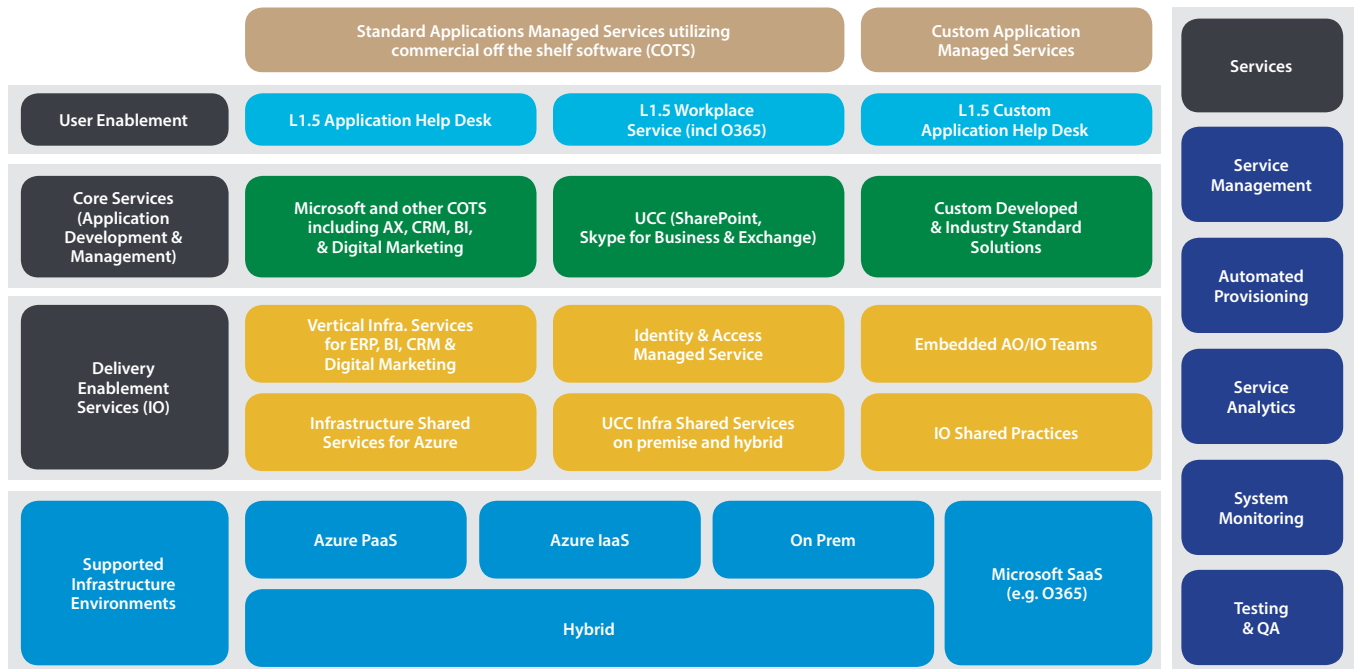 Standard Applications Managed Services utilizing
commercial off the shelf software (COTS)
Custom Application
Managed Services
Services
User Enablement
L1.5 Application Help Desk
L1.5 Workplace
Service (incl O365)
L1.5 Custom
Application Help Desk
Service
Management
Core Services
(Application
Development &
Management)
Microsoft and other COTS
including AX, CRM, BI,
& Digital Marketing
UCC (SharePoint,
Skype for Business & Exchange)
Custom Developed
& Industry Standard
Solutions
Automated
Provisioning
Delivery
Enablement
Services (IO)
Vertical Infra. Services
for ERP, BI, CRM &
Digital Marketing
Identity & Access
Managed Service
Embedded AO/IO Teams
Service
Analytics
Infrastructure Shared
Services for Azure
UCC Infra Shared Services
on premise and hybrid
IO Shared Practices
System
Monitoring
Supported
Infrastructure
Environments
Azure PaaS
Azure IaaS
On Prem
Microsoft SaaS
(e.g. O365)
Hybrid
Testing
& QA